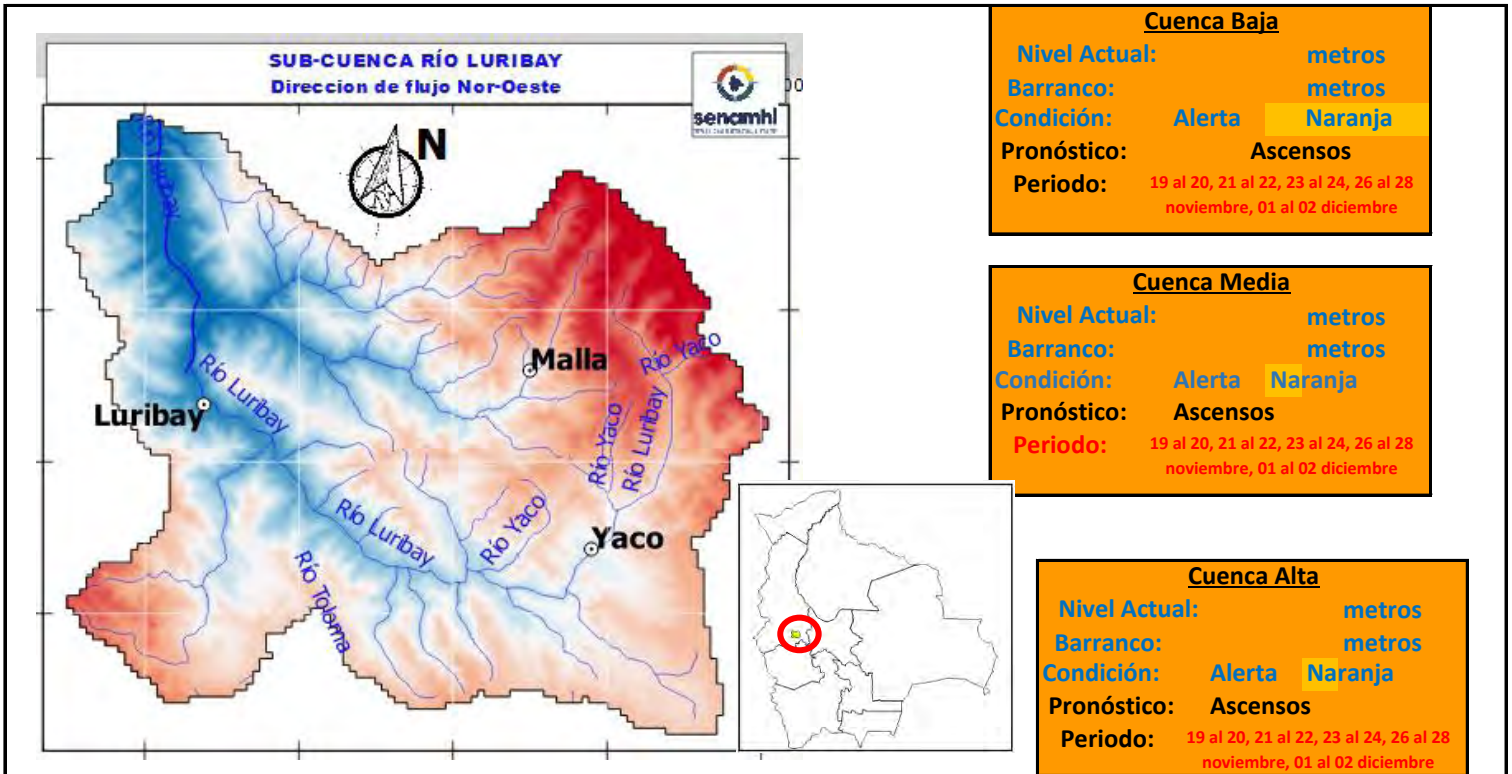 SUB-CUENCA RÍO LURIBAY
Direccion de flujo Nor-Oeste
senamhi
00
N
Río Luribay
Malla
Río Yaco
Luribay
Río Luribay
Río Yaco
Río Luribay
Río Luribay
Río Yaco
Yaco
Río Toloma
Cuenca Baja
Nivel Actual: metros
Barranco: metros
Condición: Alerta Naranja
Pronóstico: Ascensos
Periodo: 19 al 20, 21 al 22, 23 al 24, 26 al 28
noviembre, 01 al 02 diciembre
Cuenca Media
Nivel Actual: metros
Barranco: metros
Condición: Alerta Naranja
Pronóstico: Ascensos
Periodo: 19 al 20, 21 al 22, 23 al 24, 26 al 28
noviembre, 01 al 02 diciembre
Cuenca Alta
Nivel Actual: metros
Barranco: metros
Condición: Alerta Naranja
Pronóstico: Ascensos
Periodo: 19 al 20, 21 al 22, 23 al 24, 26 al 28
noviembre, 01 al 02 diciembre